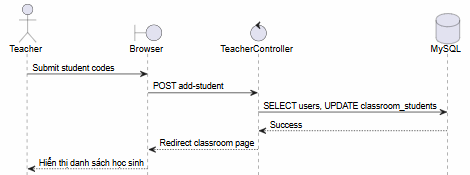 Teacher
Browser
TeacherController
MySQL
Submit student codes
POST add-student
SELECT users, UPDATE classroom_students
Success
Redirect classroom page
Hiển thị danh sách học sinh